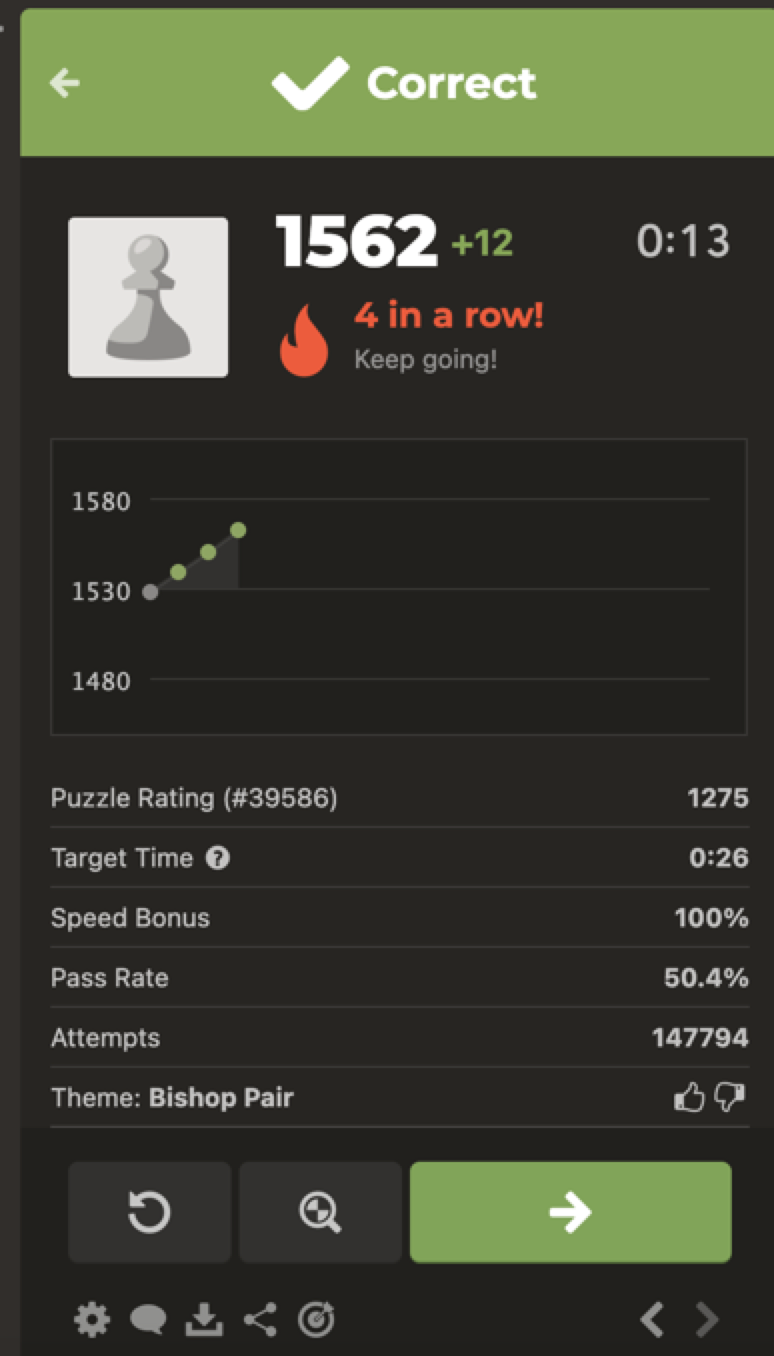 Correct
1562 +12 0:13
4 in a row!
Keep going!
1580
1530
1480
Puzzle Rating (#39586) 1275
Target Time ? 0:26
Speed Bonus 100%
Pass Rate 50.4%
Attempts 147794
Theme: Bishop Pair